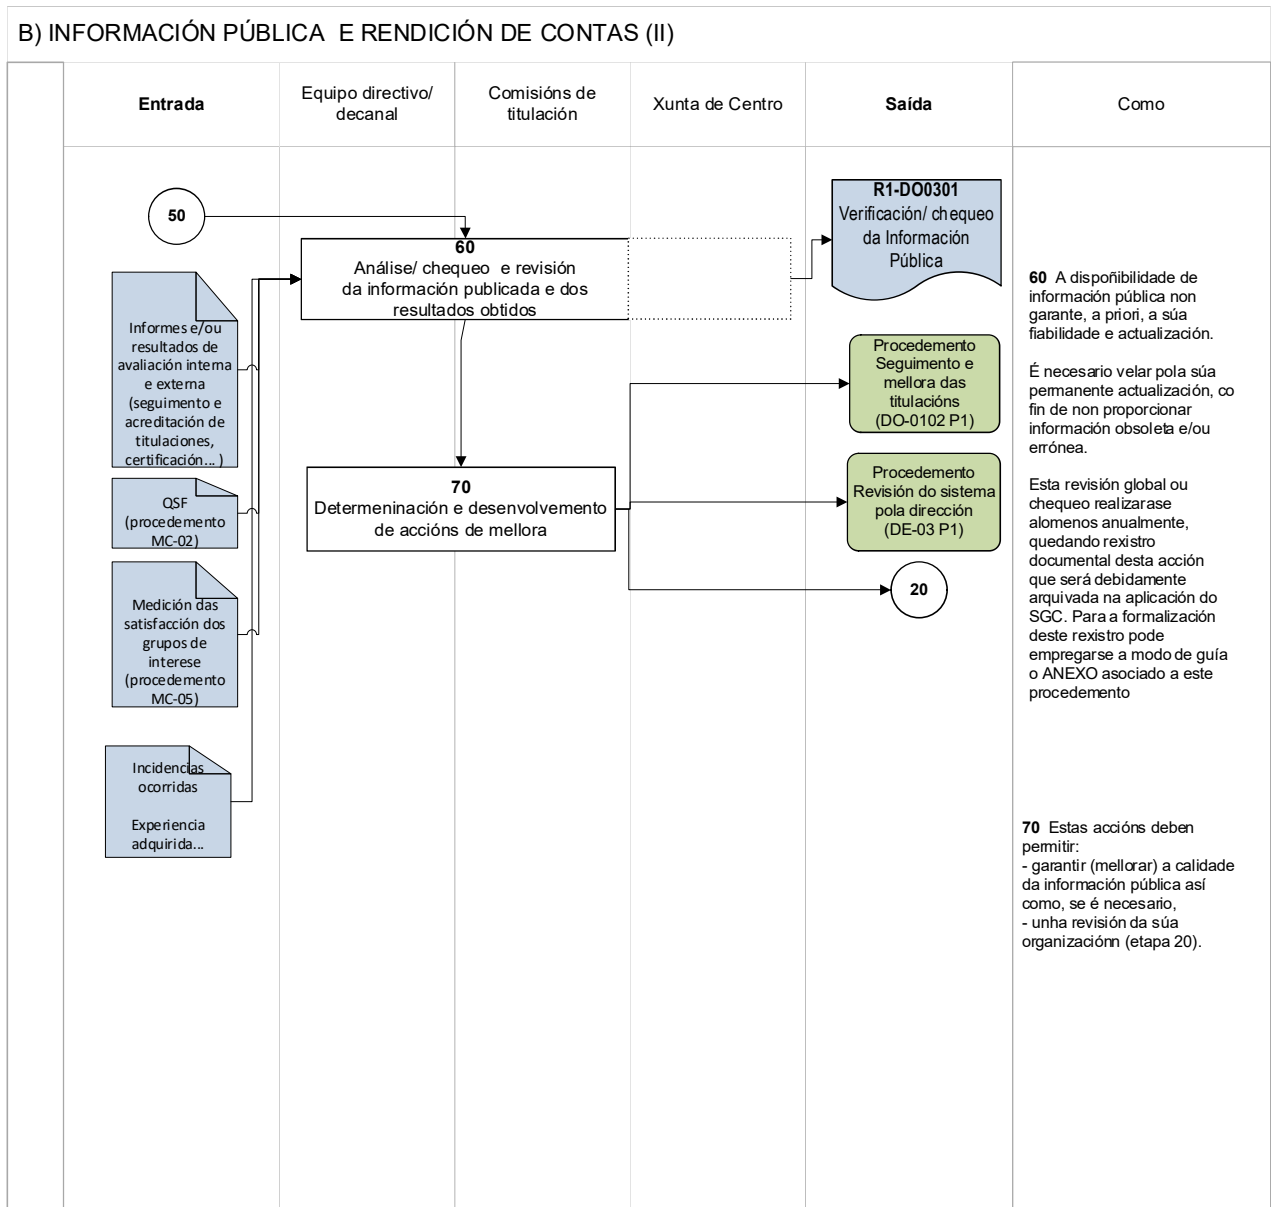 B) INFORMACIÓN PÚBLICA  E RENDICIÓN DE CONTAS (II)
Entrada
Equipo directivo/
decanal
Comisións de
titulación
Xunta de Centro
Saída
Como
50
60
Análise/ chequeo  e revisión
da información publicada e dos
resultados obtidos
R1-DO0301
Verificación/ chequeo
da Información
Pública
Informes e/ou
resultados de
avaliación interna
e externa
(seguimento e
acreditación de
titulaciones,
certificación... )
QSF
(procedemento
MC-02)
Medición das
satisfacción dos
grupos de
interese
(procedemento
MC-05)
Incidencias
ocorridas
Experiencia
adquirida...
70
Determeninación e desenvolvemento
de accións de mellora
Procedemento
Seguimento e
mellora das
titulacións
(DO-0102 P1)
Procedemento
Revisión do sistema
pola dirección
(DE-03 P1)
20
60  A dispoñibilidade de
información pública non
garante, a priori, a súa
fiabilidade e actualización.
É necesario velar pola súa
permanente actualización, co
fin de non proporcionar
información obsoleta e/ou
errónea.
Esta revisión global ou
chequeo realizarase
alomenos anualmente,
quedando rexistro
documental desta acción
que será debidamente
arquivada na aplicación do
SGC. Para a formalización
deste rexistro pode
empregarse a modo de guía
o ANEXO asociado a este
procedemento
70  Estas accións deben
permitir:
- garantir (mellorar) a calidade
da información pública así
como, se é necesario,
- unha revisión da súa
organizaciónn (etapa 20).